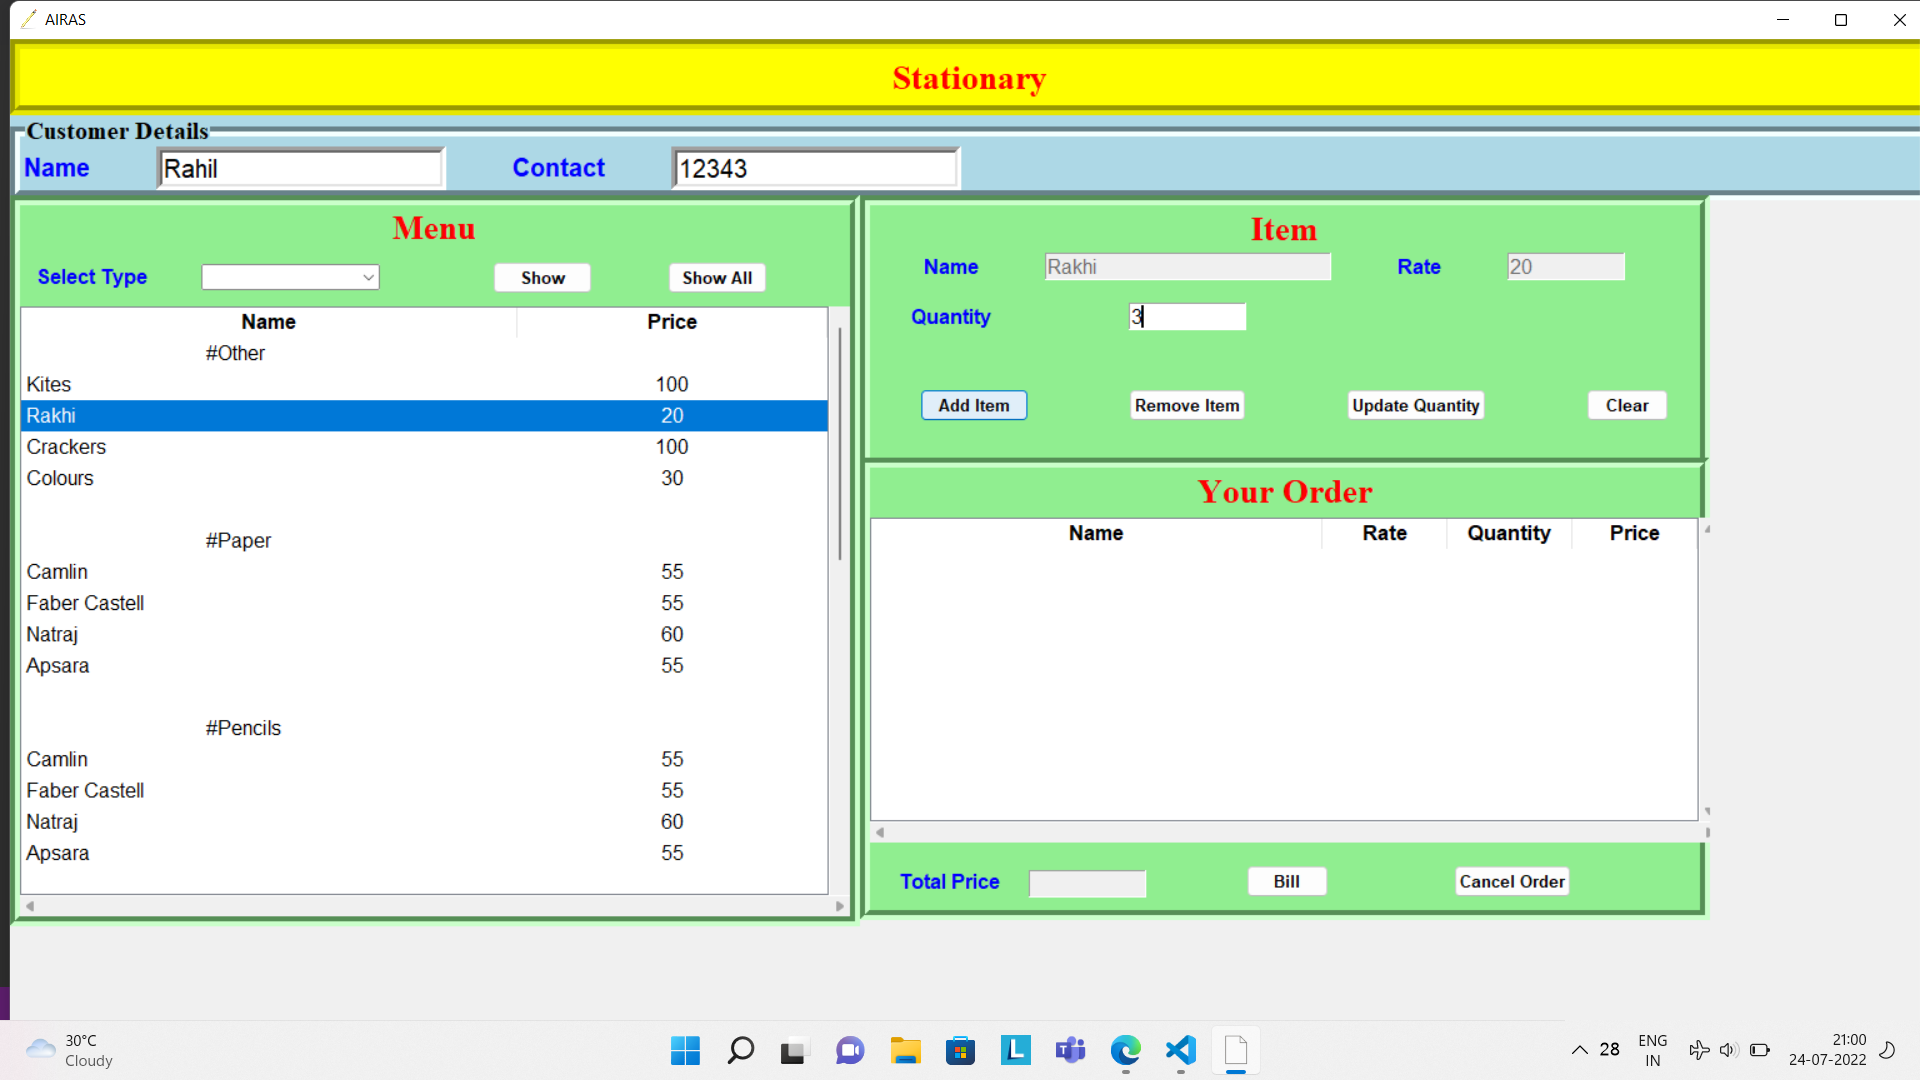 AIRAS
Stationary
Customer Details
Name Rahil Contact 12343
Menu
Select Type Show Show All
Name Price
#Other
Kites 100
Rakhi 20
Crackers 100
Colours 30
#Paper
Camlin 55
Faber Castell 55
Natraj 60
Apsara 55
#Pencils
Camlin 55
Faber Castell 55
Natraj 60
Apsara 55
Item
Name Rakhi Rate 20
Quantity 3
Add Item Remove Item Update Quantity Clear
Your Order
Name Rate Quantity Price
Total Price Bill Cancel Order
30°C
Cloudy
L
T
28
ENG
IN
21:00
24-07-2022